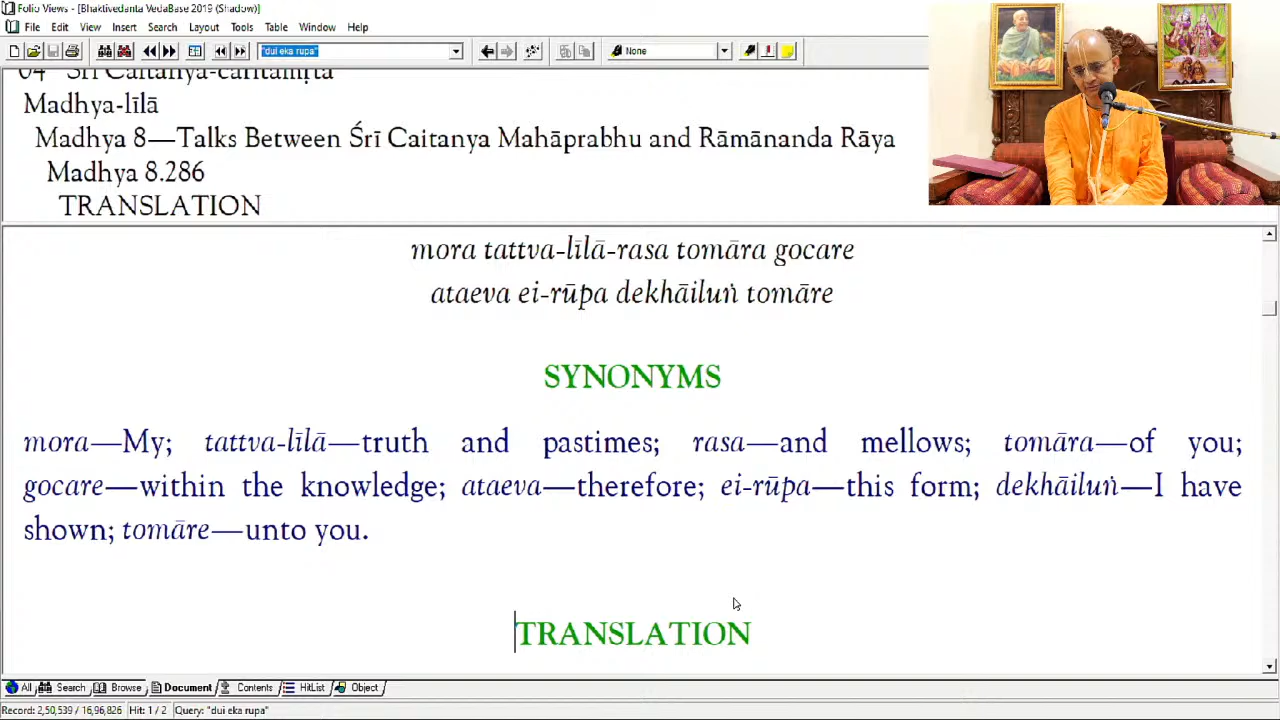 Folio Views - [Bhaktivedanta VedaBase 2019 (Shadow)]
File Edit View Insert Search Layout Tools Table Window Help
"dui eka rupa" None
04 Śrī Caitanya-caritāmṛta
Madhya-līlā
Madhya 8—Talks Between Śrī Caitanya Mahāprabhu and Rāmānanda Rāya
Madhya 8.286
TRANSLATION
mora tattva-līlā-rasa tomāra gocare
ataeva ei-rūpa dekhāiluṅ tomāre
SYNONYMS
mora—My; tattva-līlā—truth and pastimes; rasa—and mellows; tomāra—of you;
gocare—within the knowledge; ataeva—therefore; ei-rūpa—this form; dekhāiluṅ—I have
shown; tomāre—unto you.
TRANSLATION
All Search Browse Document Contents HitList Object
Record: 2,50,539 / 16,96,826 Hit: 1 / 2 Query: "dui eka rupa"